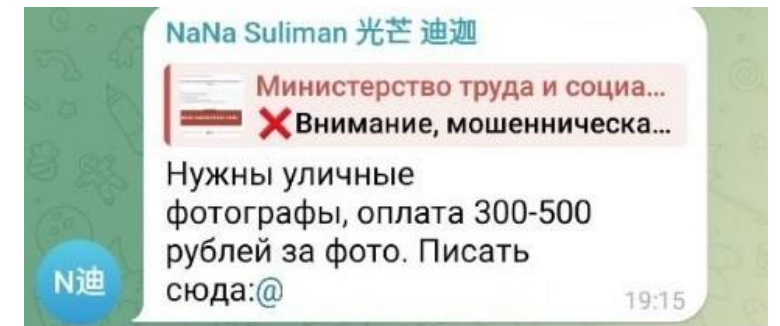 NaNa Suliman 光芒 迪迦
Министерство труда и социа...
❌Внимание, мошенническа...
Нужны уличные
фотографы, оплата 300-500
рублей за фото. Писать
сюда:@
N迪
19:15